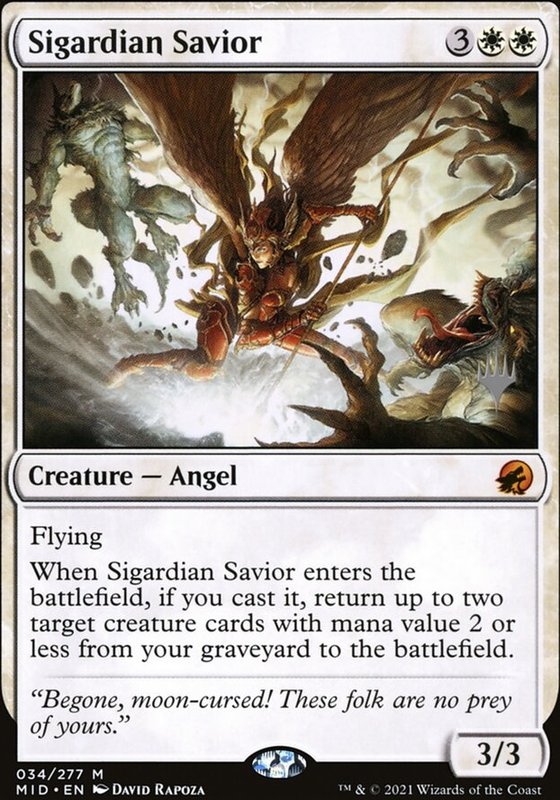 Sigardian Savior 3
Creature — Angel
Flying
When Sigardian Savior enters the
battlefield, if you cast it, return up to two
target creature cards with mana value 2 or
less from your graveyard to the battlefield.
“Begone, moon-cursed! These folk are no prey
of yours.”
3/3
034/277 M
MID • EN DAVID RAPOZA
™ & © 2021 Wizards of the Coast